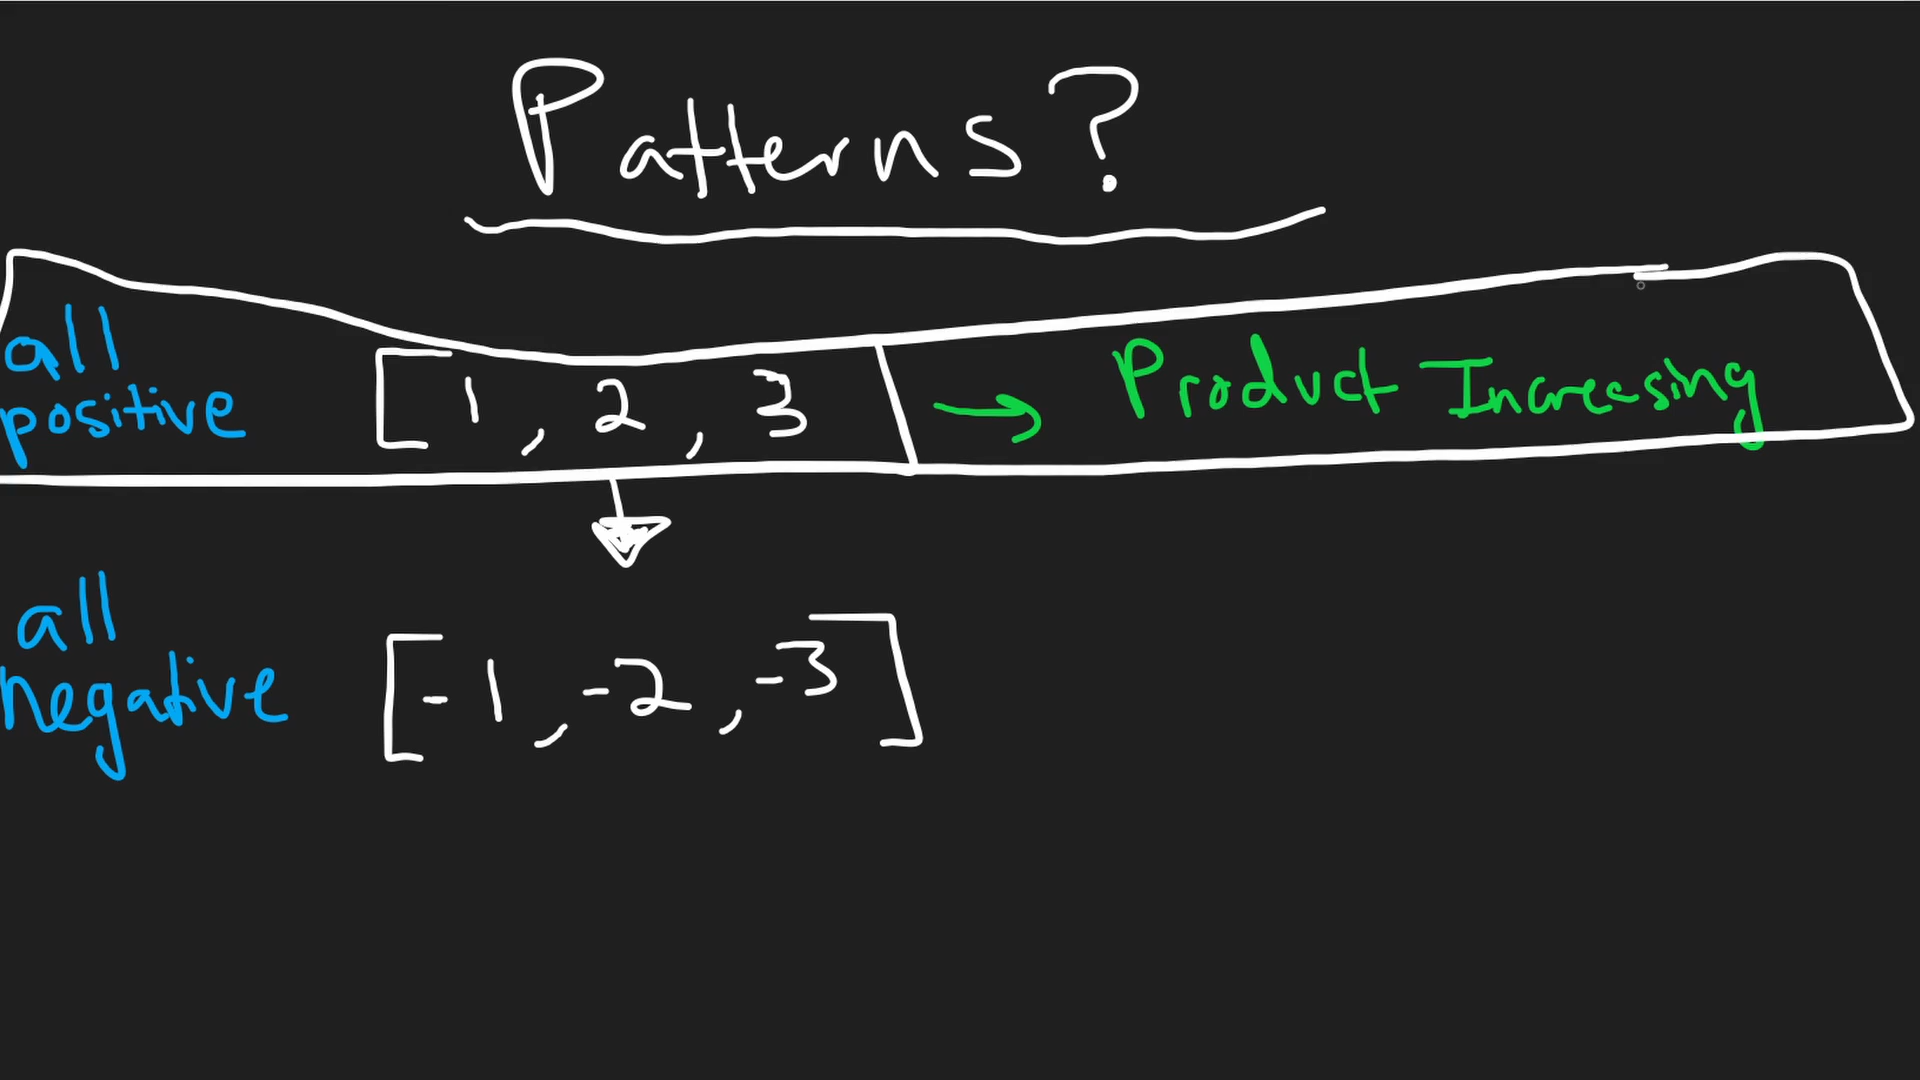 Patterns?
all
positive [1, 2, 3 → Product Increasing
all
negative [-1, -2, -3]